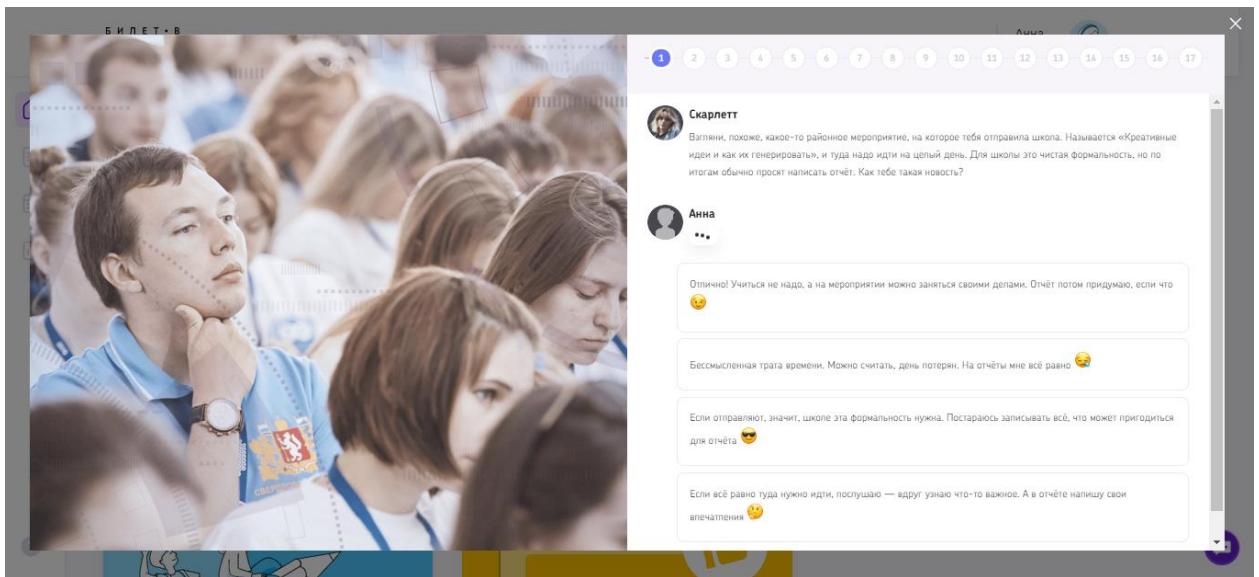 БИЛЕТ•В
Анна
1 2 3 4 5 6 7 8 9 10 11 12 13 14 15 16 17
Скарлетт
Взгляни, похоже, какое-то районное мероприятие, на которое тебя отправила школа. Называется «Креативные
идеи и как их генерировать», и туда надо идти на целый день. Для школы это чистая формальность, но по
итогам обычно просят написать отчёт. Как тебе такая новость?
Анна
Отлично! Учиться не надо, а на мероприятии можно заняться своими делами. Отчёт потом придумаю, если что
😉
Бессмысленная трата времени. Можно считать, день потерян. На отчёты мне всё равно 😪
Если отправляют, значит, школе эта формальность нужна. Постараюсь записывать всё, что может пригодиться
для отчёта 😎
Если всё равно туда нужно идти, послушаю — вдруг узнаю что-то важное. А в отчёте напишу свои
впечатления 🤔